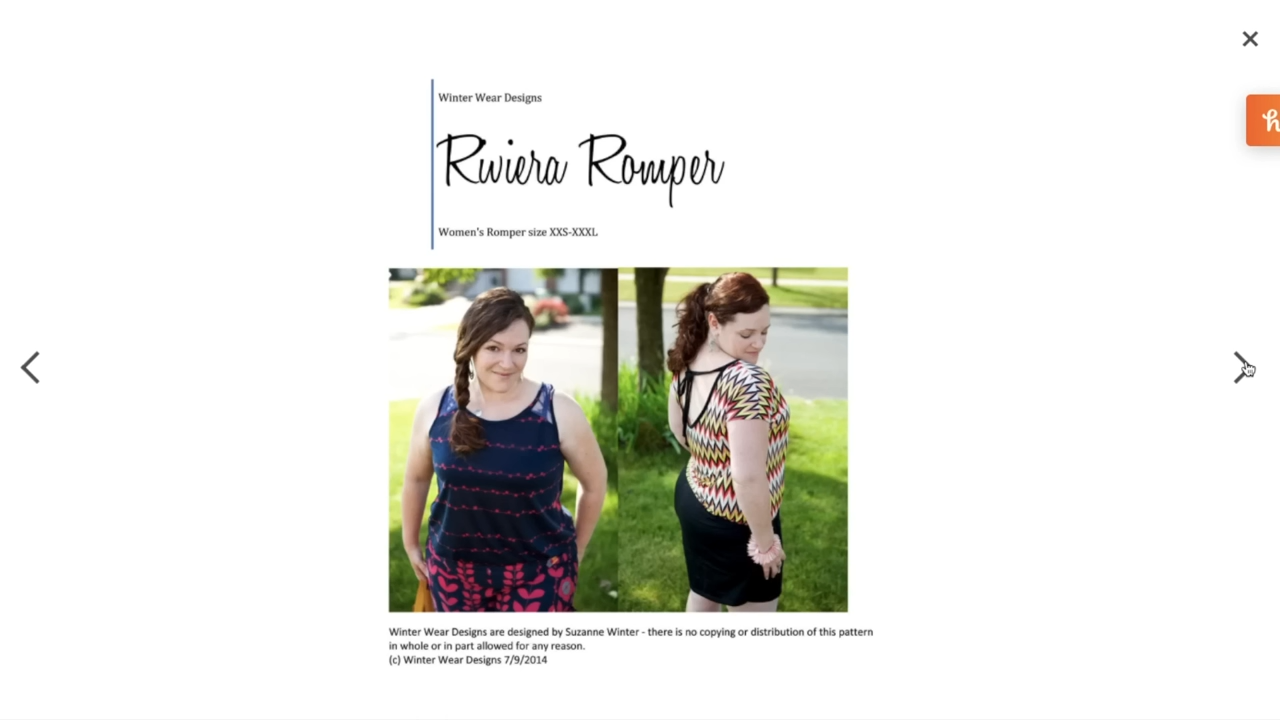 Winter Wear Designs
Riviera Romper
Women's Romper size XXS-XXXL
Winter Wear Designs are designed by Suzanne Winter - there is no copying or distribution of this pattern
in whole or in part allowed for any reason.
(c) Winter Wear Designs 7/9/2014